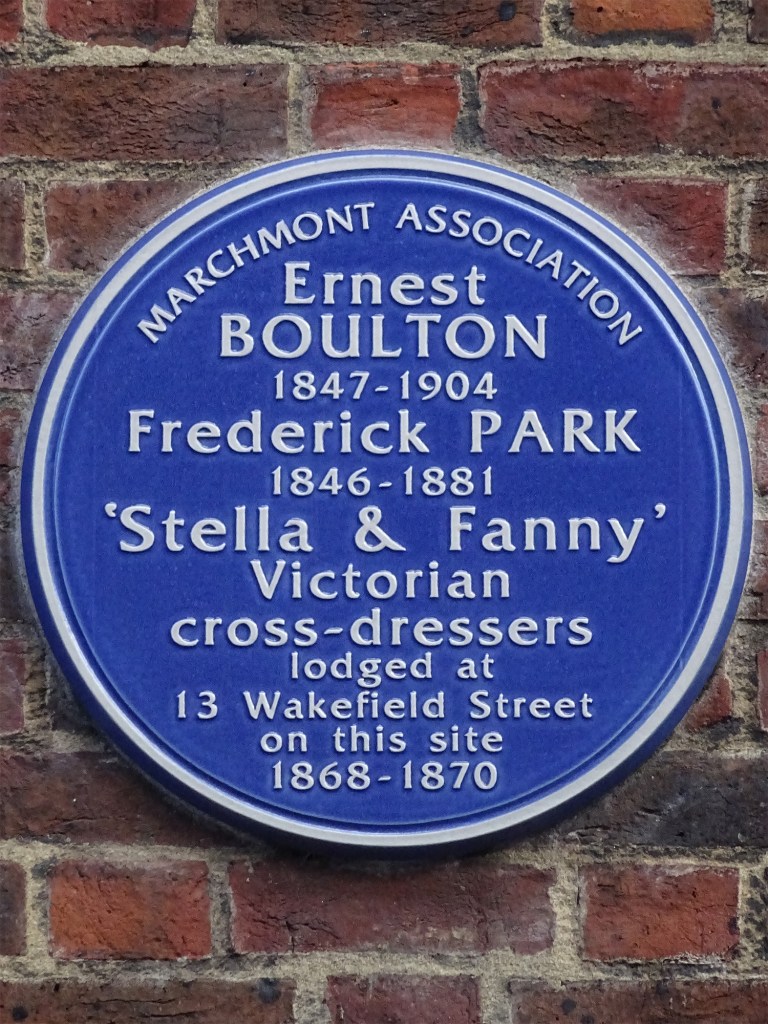 MARCHMONT ASSOCIATION
Ernest
BOULTON
1847-1904
Frederick PARK
1846-1881
‘Stella & Fanny’
Victorian
cross-dressers
lodged at
13 Wakefield Street
on this site
1868-1870